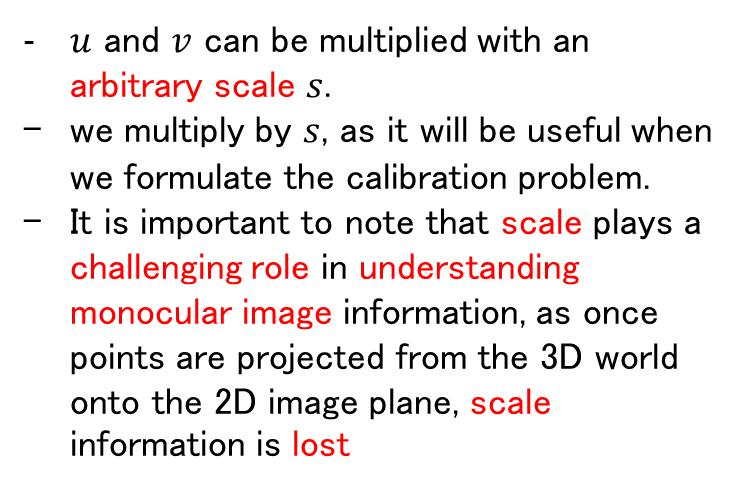 - u and v can be multiplied with an
arbitrary scale s.
– we multiply by s, as it will be useful when
we formulate the calibration problem.
– It is important to note that scale plays a
challenging role in understanding
monocular image information, as once
points are projected from the 3D world
onto the 2D image plane, scale
information is lost